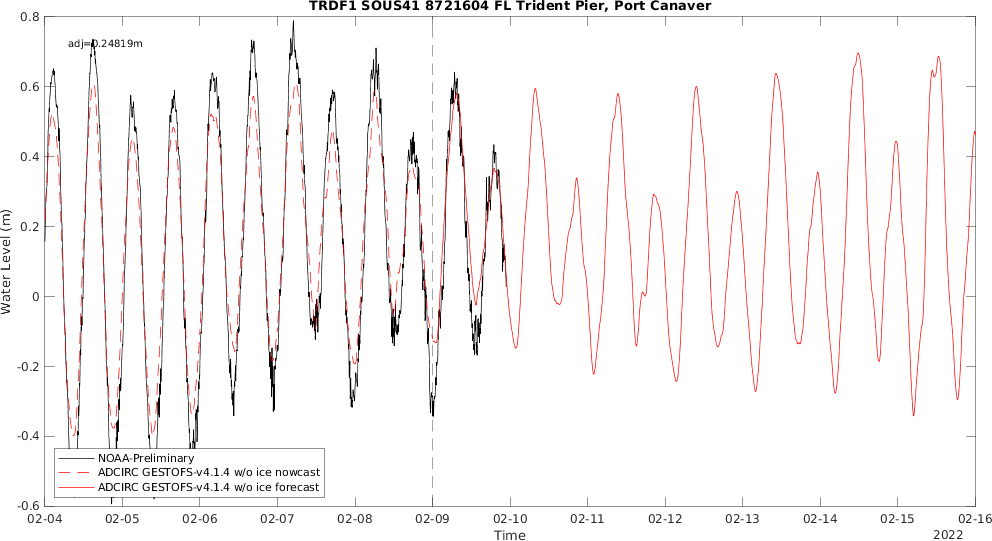 TRDF1 SOUS41 8721604 FL Trident Pier, Port Canaver
adj=0.24819m
Water Level (m)
0.8
0.6
0.4
0.2
0
-0.2
-0.4
-0.6
NOAA-Preliminary
ADCIRC GESTOFS-v4.1.4 w/o ice nowcast
ADCIRC GESTOFS-v4.1.4 w/o ice forecast
02-04 02-05 02-06 02-07 02-08 02-09 02-10 02-11 02-12 02-13 02-14 02-15 02-16
Time
2022